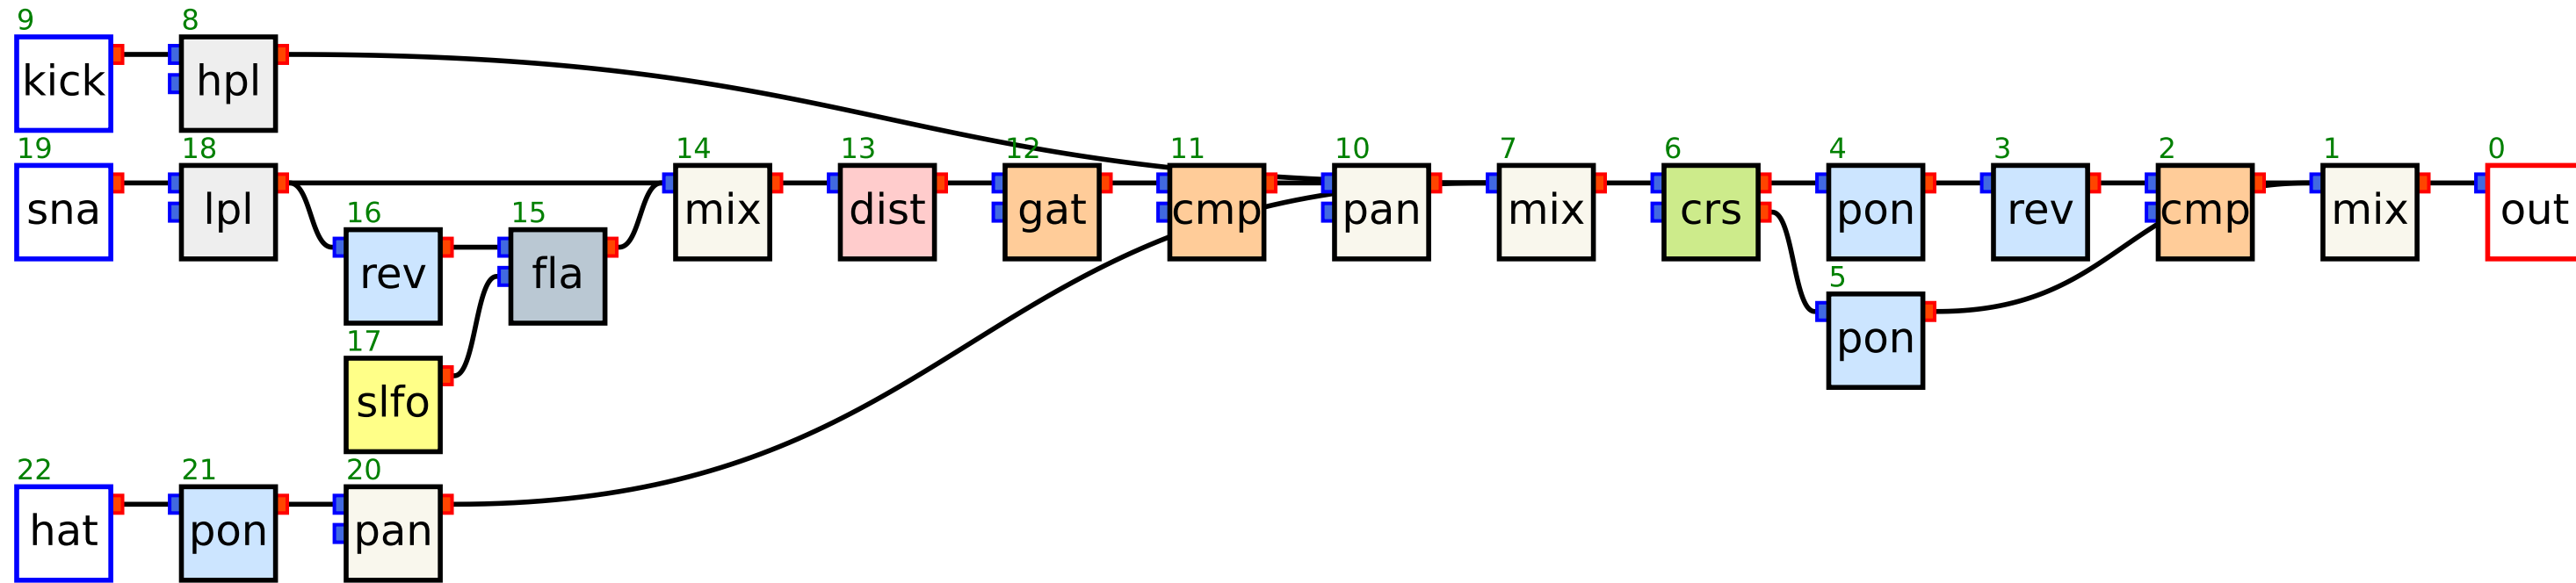 9 8
kick hpl
19 18 14 13 12 11 10 7 6 4 3 2 1 0
sna lpl mix dist gat cmp pan mix crs pon rev cmp mix out
16 15 5
rev fla pon
17
slfo
22 21 20
hat pon pan